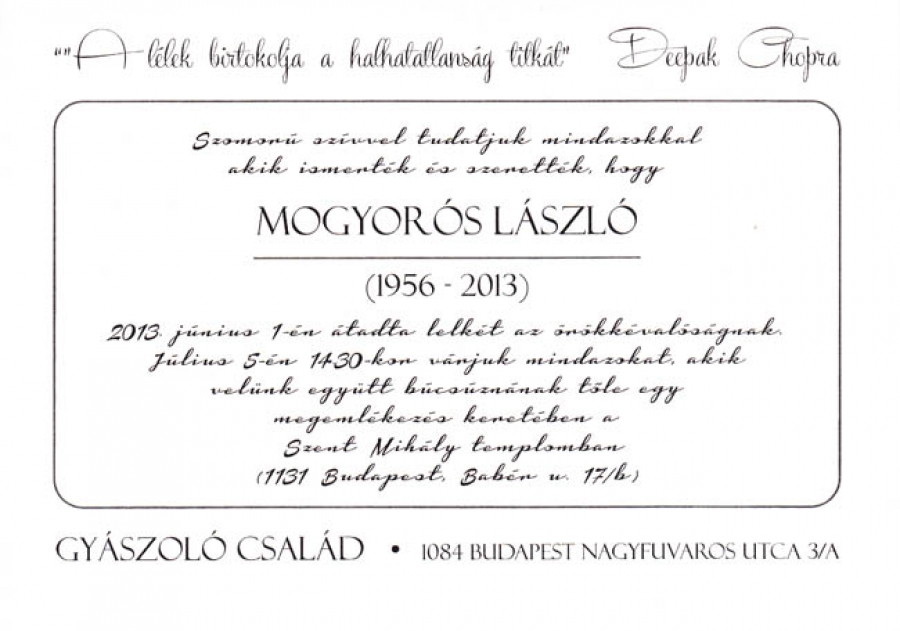 “”A lélek birtokolja a halhatatlanság titkát” Deepak Chopra
Szomorú szívvel tudatjuk mindazokkal
akik ismerték és szerették, hogy
MOGYORÓS LÁSZLÓ
(1956 - 2013)
2013. június 1-én átadta lelkét az örökkévalóságnak.
Július 5-én 1430-kor várjuk mindazokat, akik
velünk együtt búcsúznának tőle egy
megemlékezés keretében a
Szent Mihály templomban
(1131 Budapest, Babér u. 17/b)
GYÁSZOLÓ CSALÁD • 1084 BUDAPEST NAGYFUVAROS UTCA 3/A